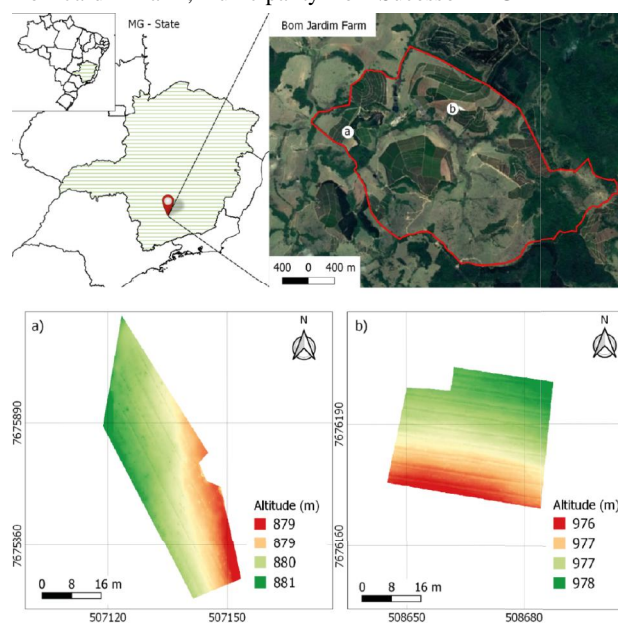 MG - State
Bom Jardim Farm
a
b
400 0 400 m
a)
N
7675890
7675360
Altitude (m)
879
879
880
881
0 8 16 m
507120 507150
b)
N
7676190
7676160
Altitude (m)
976
977
977
978
0 8 16 m
508650 508680